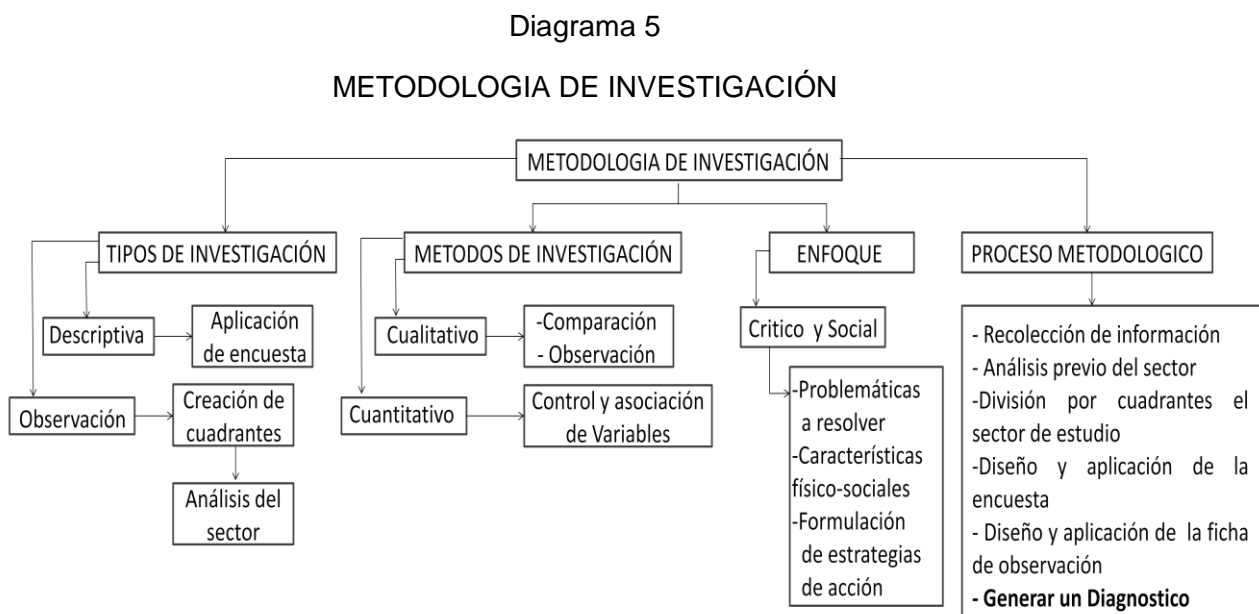 Diagrama 5
METODOLOGIA DE INVESTIGACIÓN
METODOLOGIA DE INVESTIGACIÓN
TIPOS DE INVESTIGACIÓN
Descriptiva
Aplicación
de encuesta
Observación
Creación de
cuadrantes
Análisis del
sector
METODOS DE INVESTIGACIÓN
Cualitativo
-Comparación
- Observación
Cuantitativo
Control y asociación
de Variables
ENFOQUE
Critico y Social
-Problemáticas
a resolver
-Características
físico-sociales
-Formulación
de estrategias
de acción
PROCESO METODOLOGICO
- Recolección de información
- Análisis previo del sector
-División por cuadrantes el
sector de estudio
-Diseño y aplicación de la
encuesta
- Diseño y aplicación de la ficha
de observación
- Generar un Diagnostico